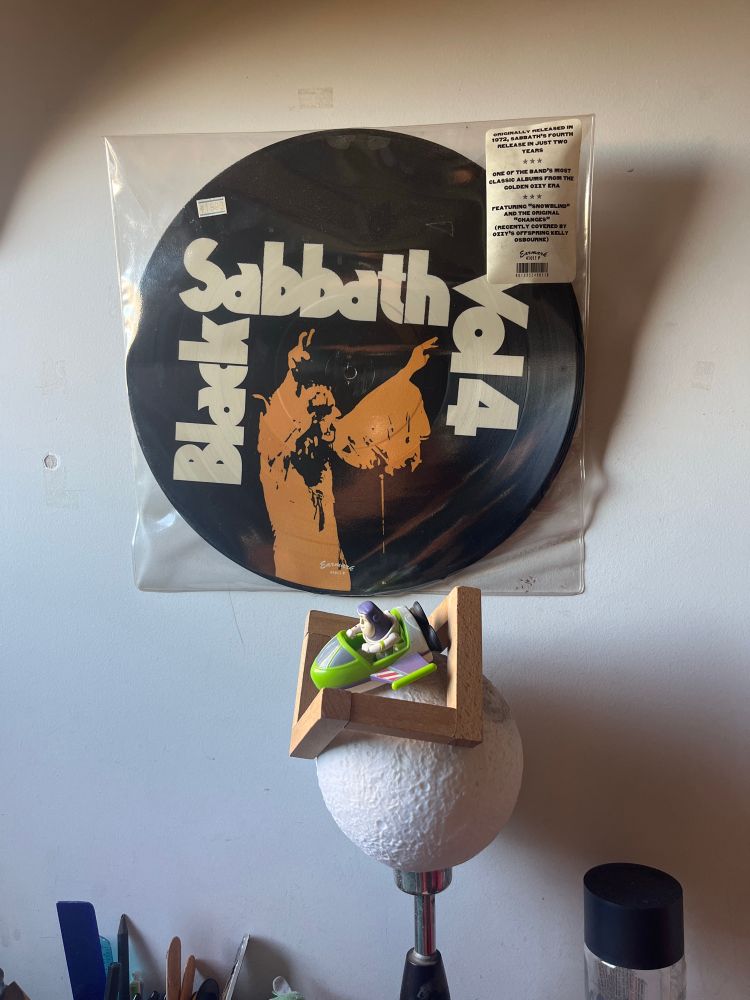 Black
Sabbath
Vol 4
ORIGINALLY RELEASED IN
1972, SABBATH'S FOURTH
RELEASE IN JUST TWO
YEARS
★★★
ONE OF THE BAND'S MOST
CLASSIC ALBUMS FROM THE
GOLDEN OZZY ERA
★★★
FEATURING "SNOWBLIND"
AND THE ORIGINAL
"CHANGES"
(RECENTLY COVERED BY
OZZY'S OFFSPRING KELLY
OSBOURNE)
Earmark
Earmark